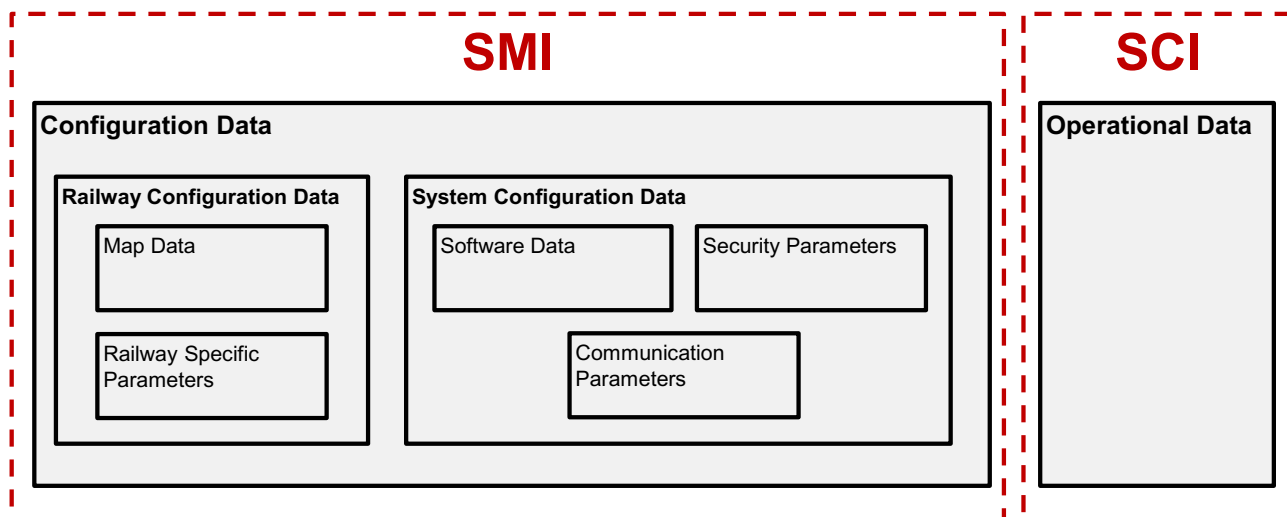 SMI
SCI
Configuration Data
Operational Data
Railway Configuration Data
System Configuration Data
Map Data
Software Data
Security Parameters
Railway Specific
Parameters
Communication
Parameters